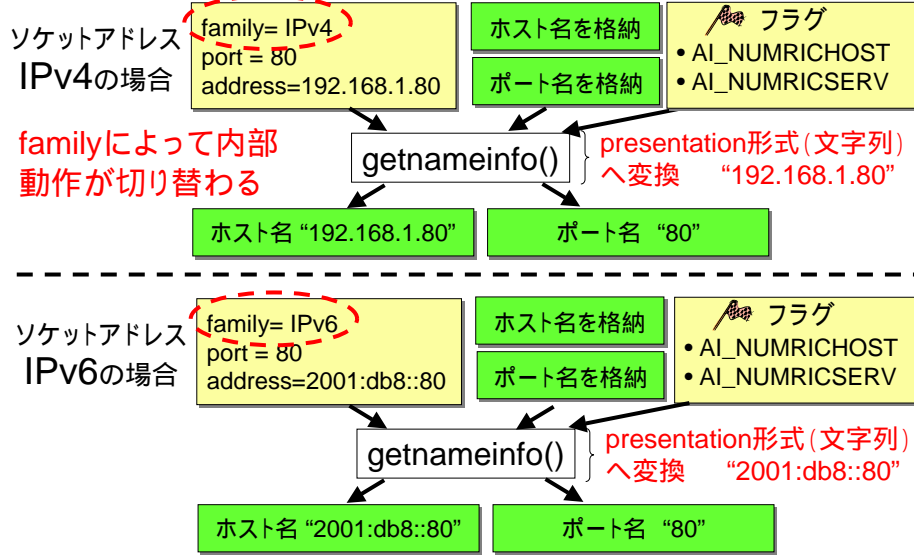 ソケットアドレス
IPv4の場合
family= IPv4
port = 80
address=192.168.1.80
ホスト名を格納
ポート名を格納
フラグ
• AI_NUMRICHOST
• AI_NUMRICSERV
familyによって内部
動作が切り替わる
getnameinfo()
presentation形式(文字列)
へ変換 “192.168.1.80”
ホスト名 “192.168.1.80”
ポート名 “80”
ソケットアドレス
IPv6の場合
family= IPv6
port = 80
address=2001:db8::80
ホスト名を格納
ポート名を格納
フラグ
• AI_NUMRICHOST
• AI_NUMRICSERV
getnameinfo()
presentation形式(文字列)
へ変換 “2001:db8::80”
ホスト名 “2001:db8::80”
ポート名 “80”